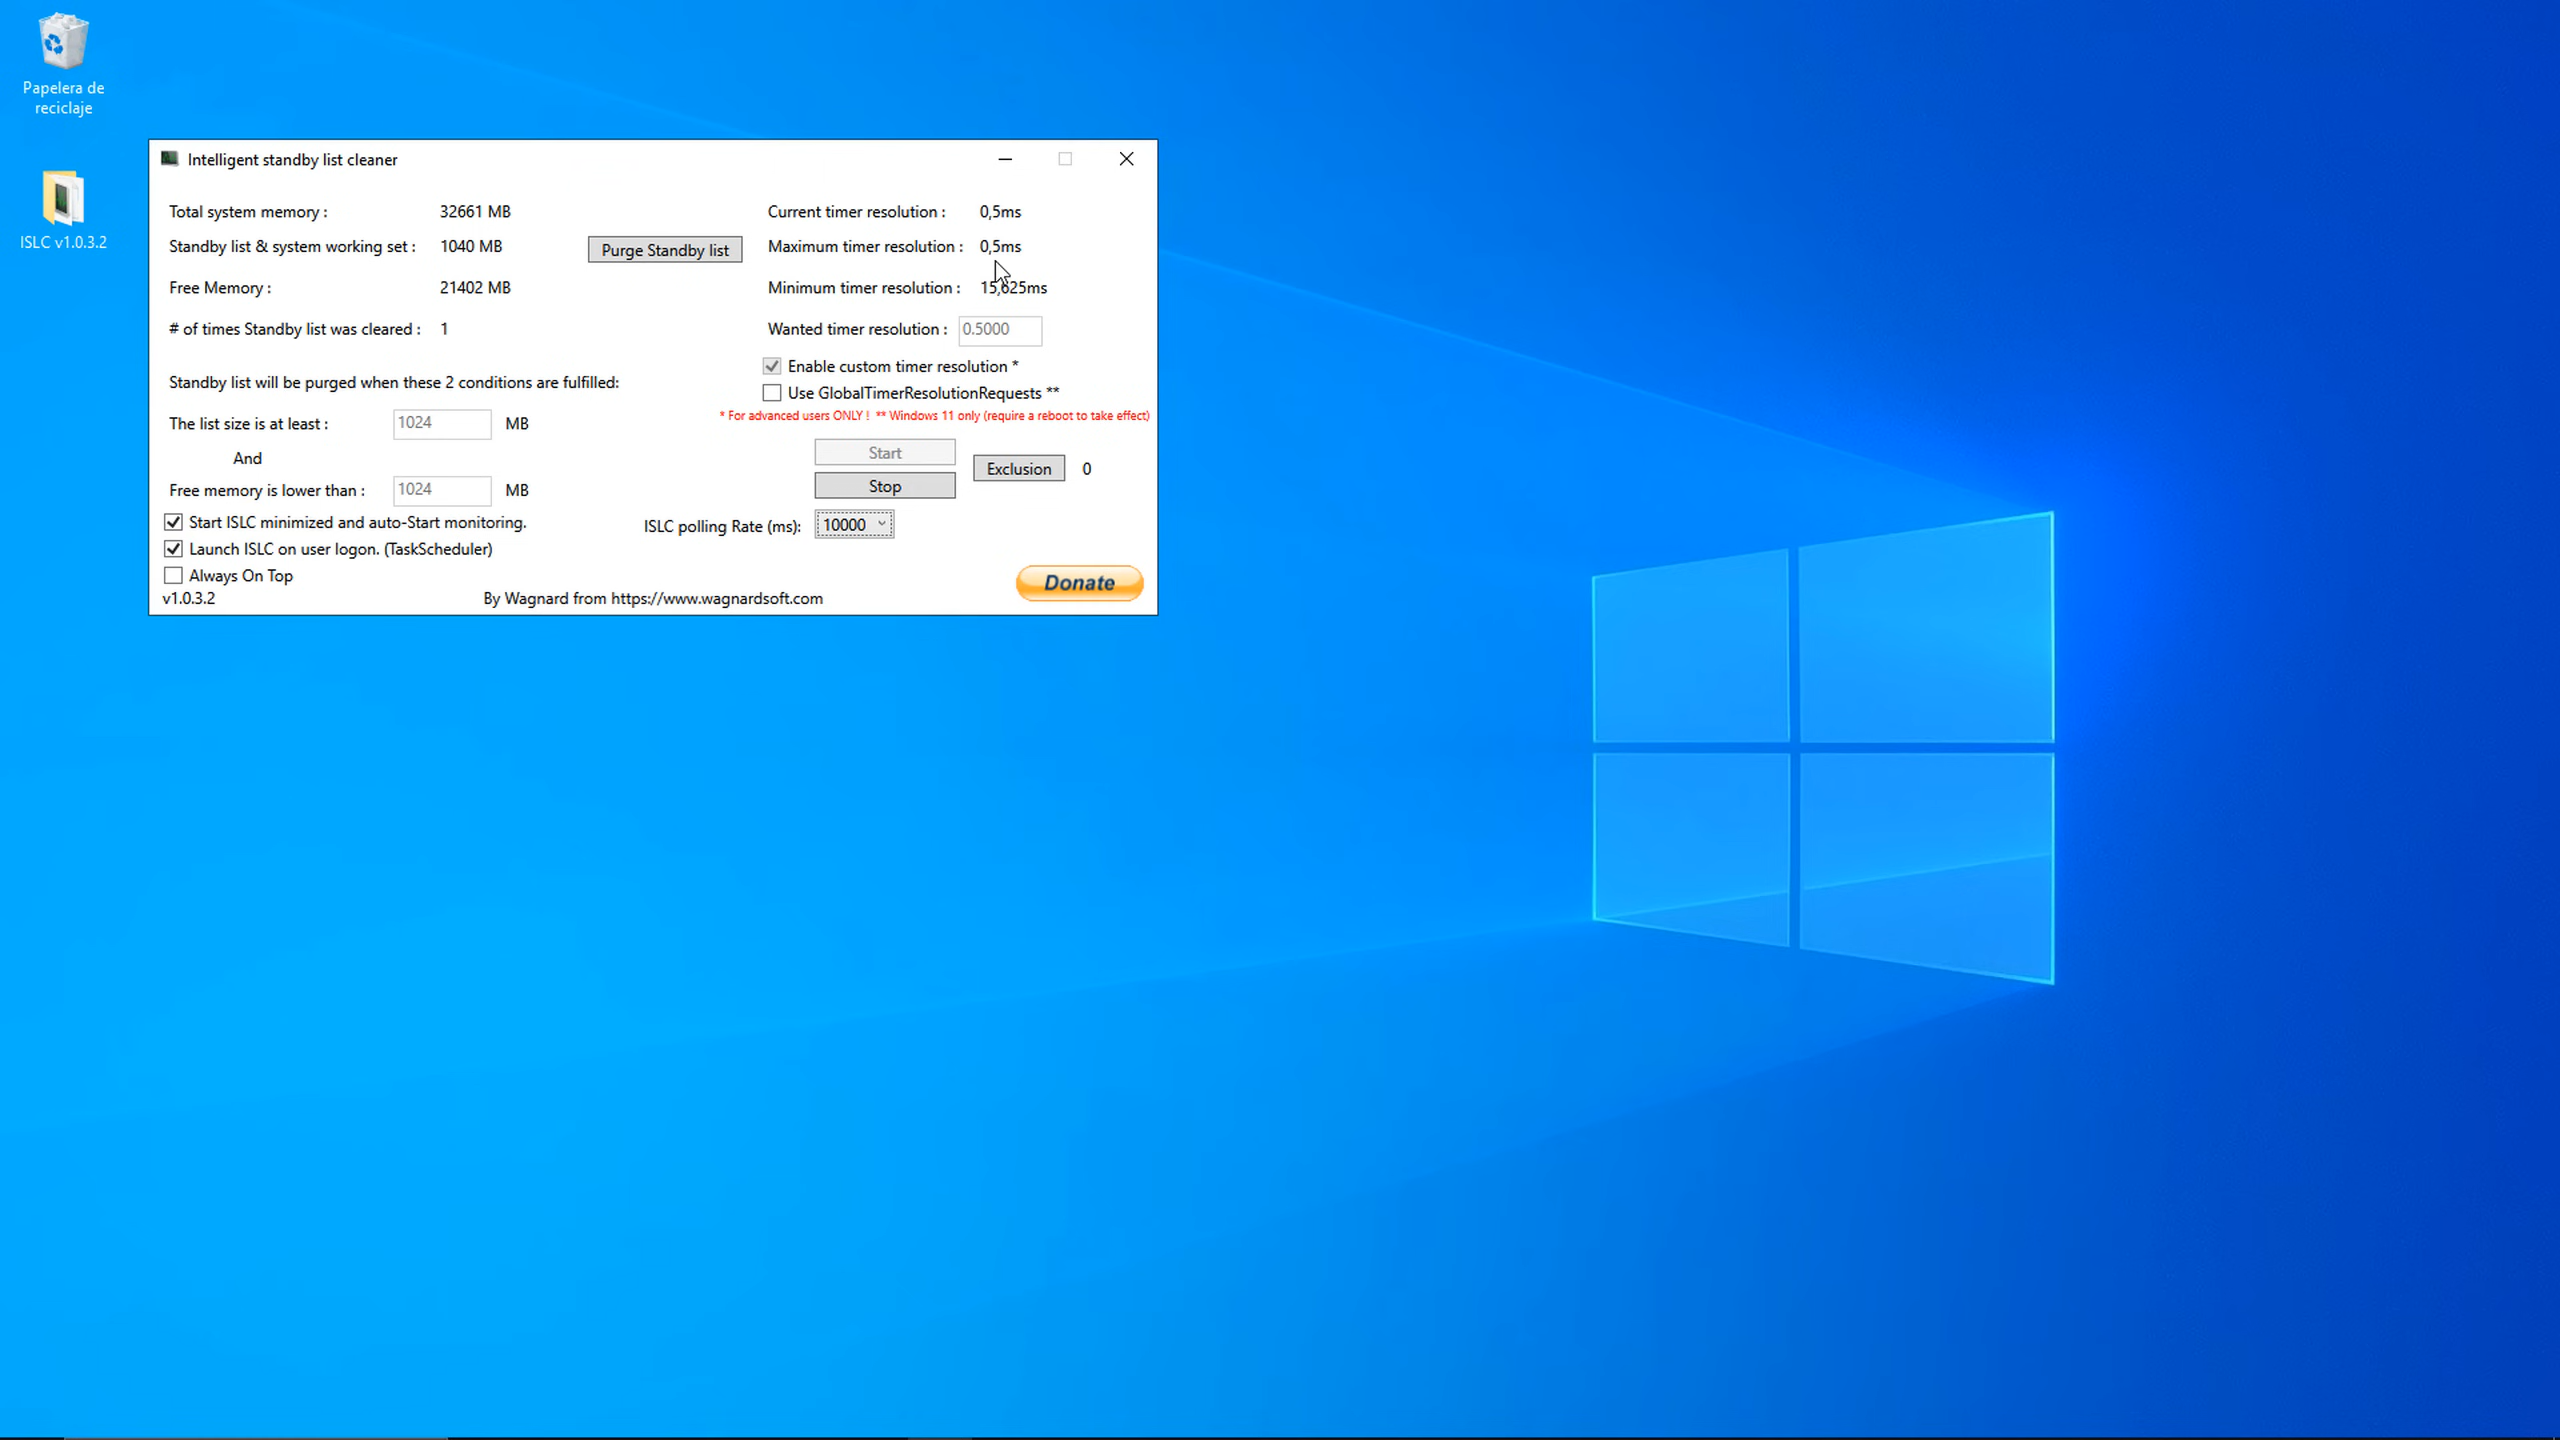 Papelera de
reciclaje
ISLC v1.0.3.2
Intelligent standby list cleaner
Total system memory : 32661 MB
Standby list & system working set : 1040 MB
Purge Standby list
Free Memory : 21402 MB
# of times Standby list was cleared : 1
Standby list will be purged when these 2 conditions are fulfilled:
The list size is at least : 1024 MB
And
Free memory is lower than : 1024 MB
Start ISLC minimized and auto-Start monitoring.
Launch ISLC on user logon. (TaskScheduler)
Always On Top
v1.0.3.2
Current timer resolution : 0,5ms
Maximum timer resolution : 0,5ms
Minimum timer resolution : 15,625ms
Wanted timer resolution : 0.5000
Enable custom timer resolution *
Use GlobalTimerResolutionRequests **
* For advanced users ONLY ! ** Windows 11 only (require a reboot to take effect)
Start
Stop
Exclusion 0
ISLC polling Rate (ms): 10000
Donate
By Wagnard from https://www.wagnardsoft.com